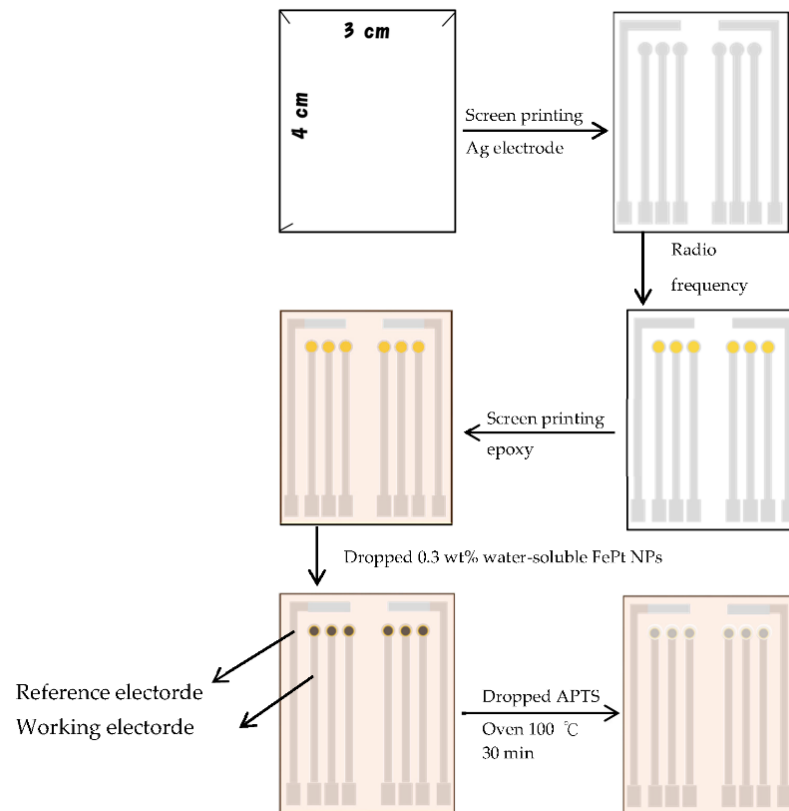 3 cm
4 cm
Screen printing
Ag electrode
Radio
frequency
Screen printing
epoxy
Dropped 0.3 wt% water-soluble FePt NPs
Reference electorde
Working electorde
Dropped APTS
Oven 100 ℃
30 min